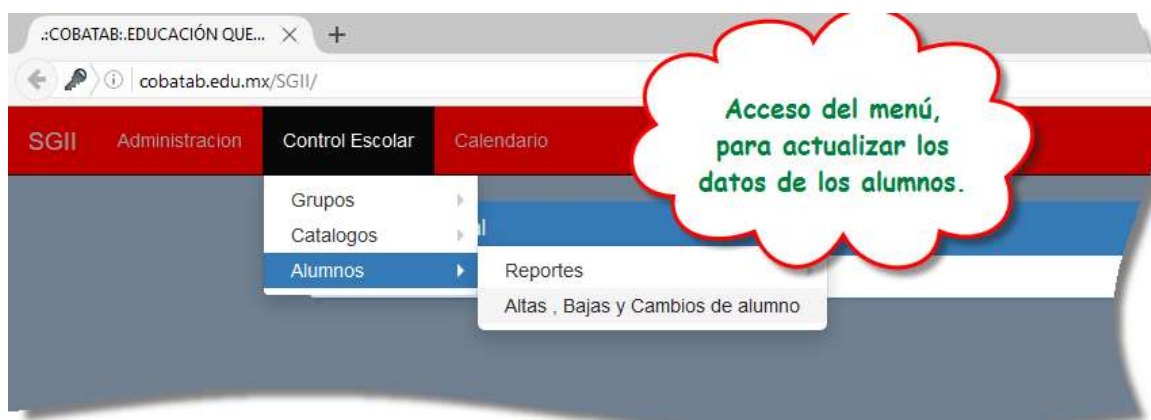 .:COBATAB:.EDUCACIÓN QUE...
cobatab.edu.mx/SGII/
SGII Administracion Control Escolar Calendario
Acceso del menú,
para actualizar los
datos de los alumnos.
Grupos
Catalogos
Alumnos
Reportes
Altas , Bajas y Cambios de alumno